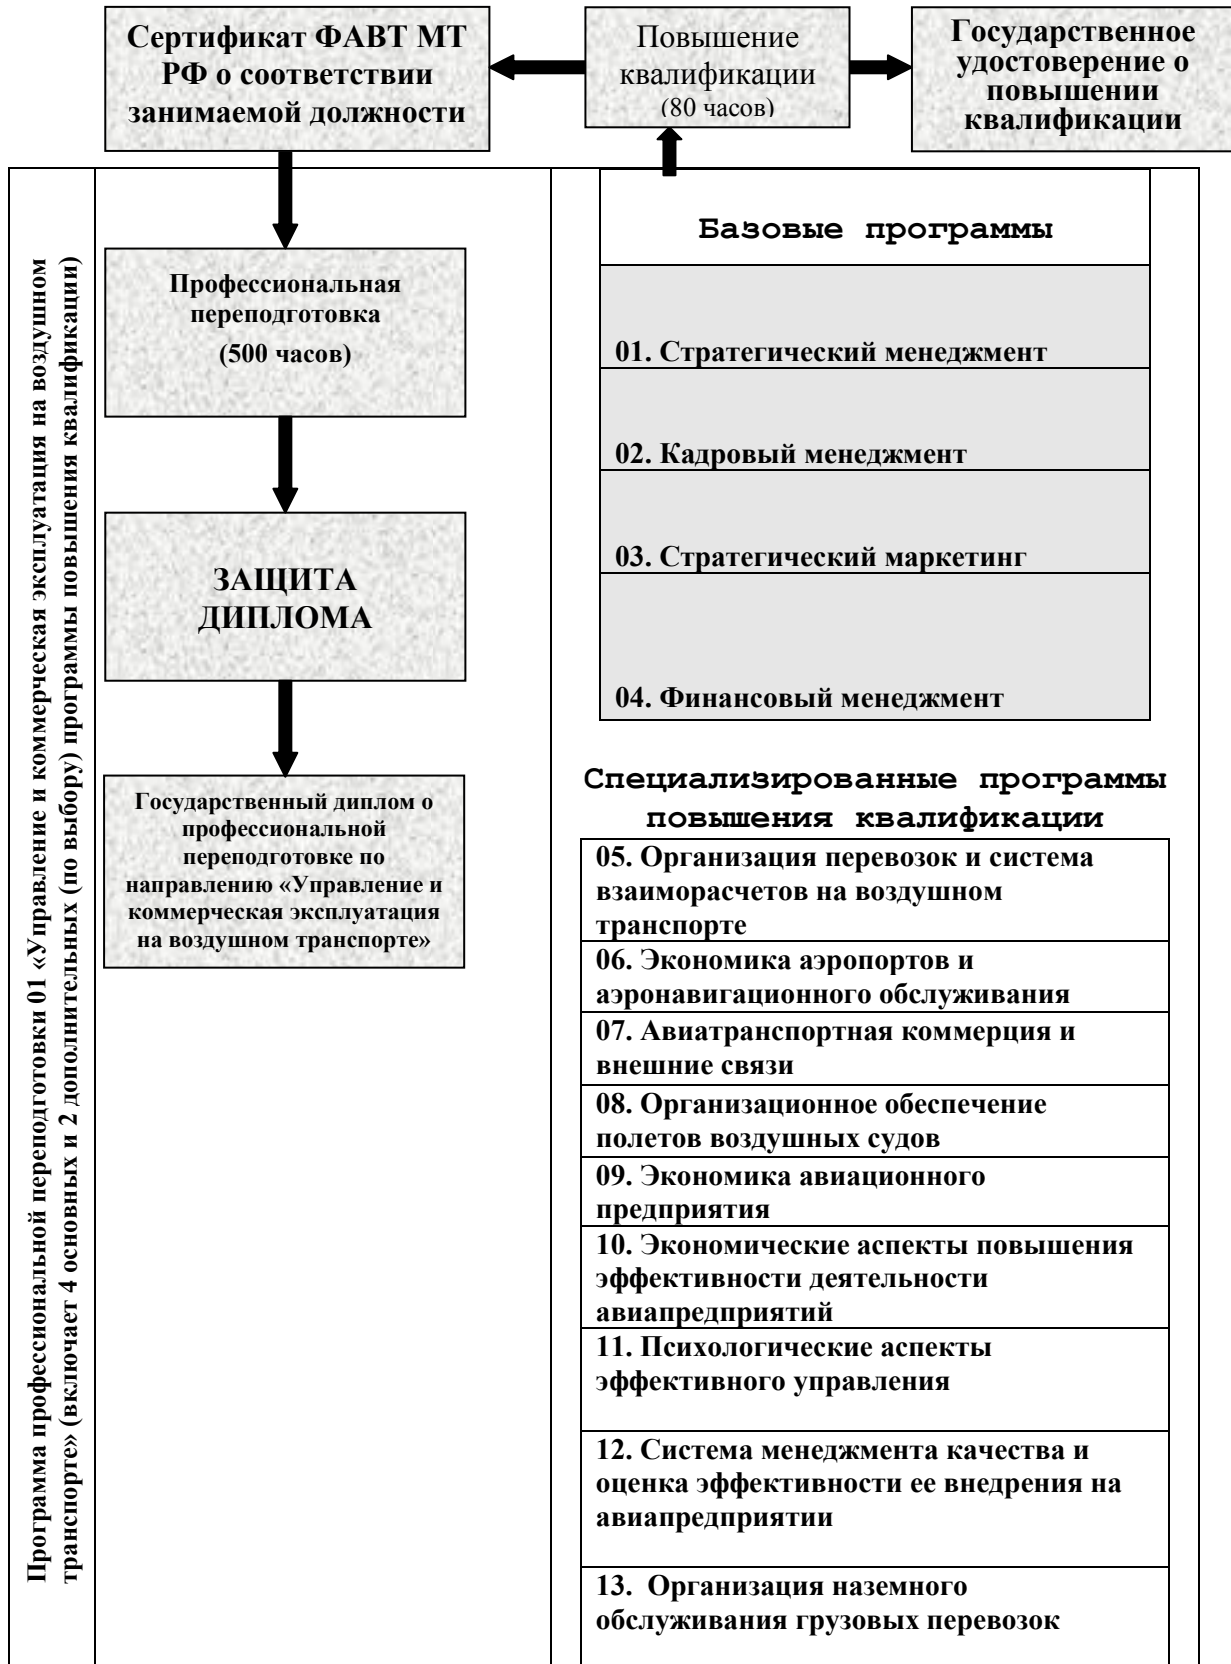 Сертификат ФАВТ МТ
РФ о соответствии
занимаемой должности
Повышение
квалификации
(80 часов)
Государственное
удостоверение о
повышении
квалификации
Программа профессиональной переподготовки 01 «Управление и коммерческая эксплуатация на воздушном
транспорте» (включает 4 основных и 2 дополнительных (по выбору) программы повышения квалификации)
Профессиональная
переподготовка
(500 часов)
ЗАЩИТА
ДИПЛОМА
Государственный диплом о
профессиональной
переподготовке по
направлению «Управление и
коммерческая эксплуатация
на воздушном транспорте»
Базовые программы
01. Стратегический менеджмент
02. Кадровый менеджмент
03. Стратегический маркетинг
04. Финансовый менеджмент
Специализированные программы
повышения квалификации
05. Организация перевозок и система
взаиморасчетов на воздушном
транспорте
06. Экономика аэропортов и
аэронавигационного обслуживания
07. Авиатранспортная коммерция и
внешние связи
08. Организационное обеспечение
полетов воздушных судов
09. Экономика авиационного
предприятия
10. Экономические аспекты повышения
эффективности деятельности
авиапредприятий
11. Психологические аспекты
эффективного управления
12. Система менеджмента качества и
оценка эффективности ее внедрения на
авиапредприятии
13. Организация наземного
обслуживания грузовых перевозок